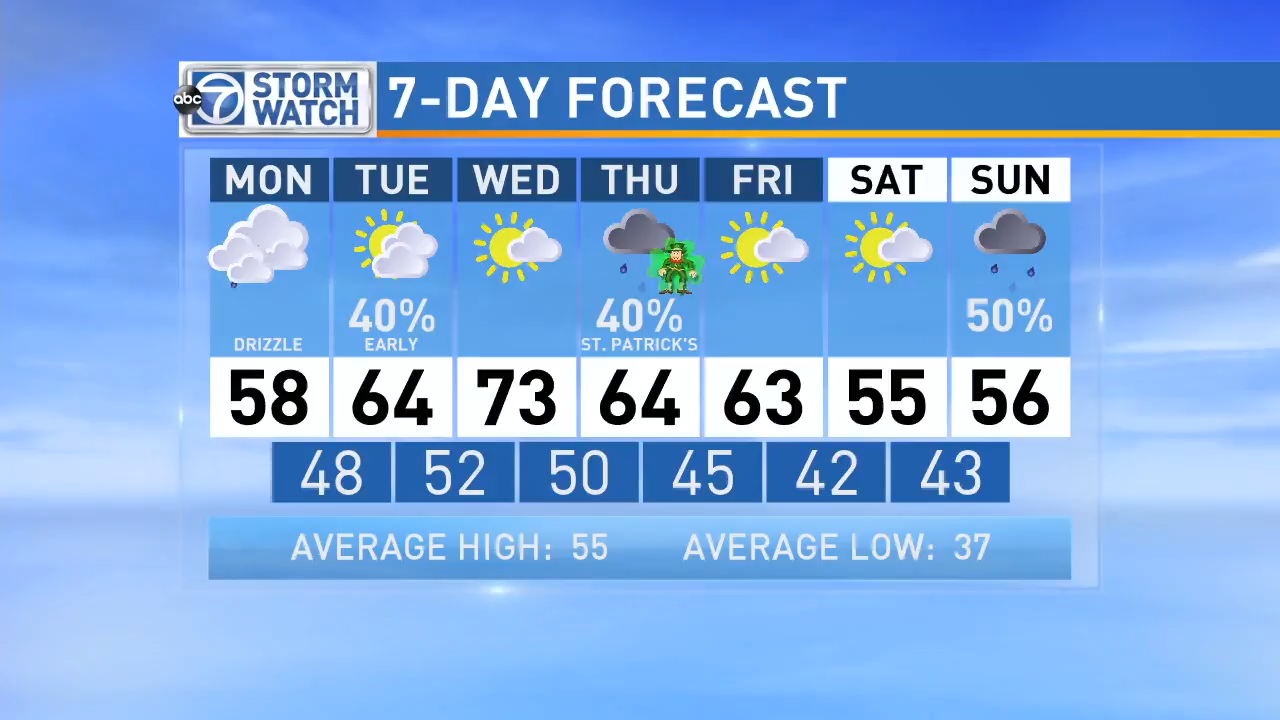 abc 7 STORM WATCH
7-DAY FORECAST
MON TUE WED THU FRI SAT SUN
40% 40% 50%
DRIZZLE EARLY ST. PATRICK'S
58 64 73 64 63 55 56
48 52 50 45 42 43
AVERAGE HIGH: 55 AVERAGE LOW: 37